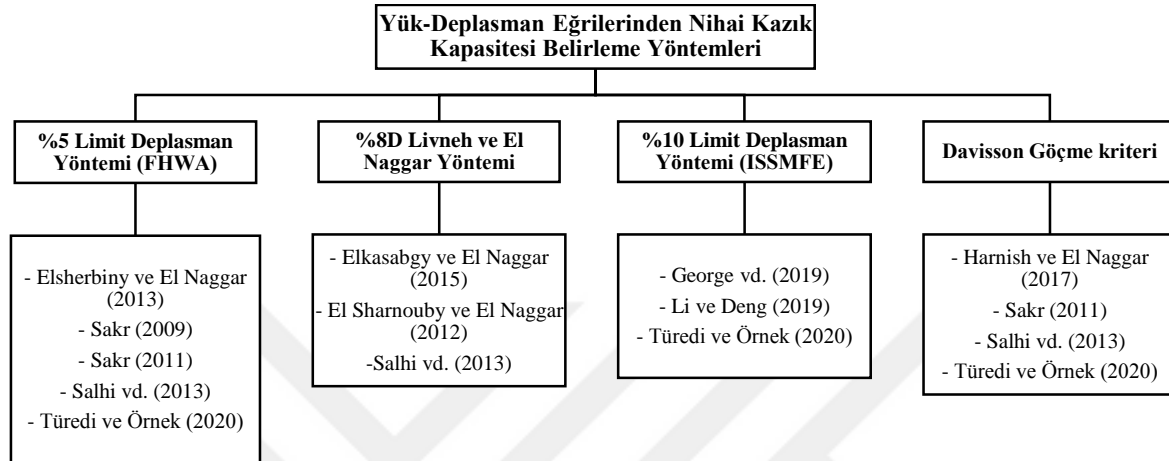 Yük-Deplasman Eğrilerinden Nihai Kazık
Kapasitesi Belirleme Yöntemleri
%5 Limit Deplasman
Yöntemi (FHWA)
- Elsherbiny ve El Naggar
(2013)
- Sakr (2009)
- Sakr (2011)
- Salhi vd. (2013)
- Türedi ve Örnek (2020)
%8D Livneh ve El
Naggar Yöntemi
- Elkasabgy ve El Naggar
(2015)
- El Sharnouby ve El Naggar
(2012)
-Salhi vd. (2013)
%10 Limit Deplasman
Yöntemi (ISSMFE)
- George vd. (2019)
- Li ve Deng (2019)
- Türedi ve Örnek (2020)
Davisson Göçme kriteri
- Harnish ve El Naggar
(2017)
- Sakr (2011)
- Salhi vd. (2013)
- Türedi ve Örnek (2020)